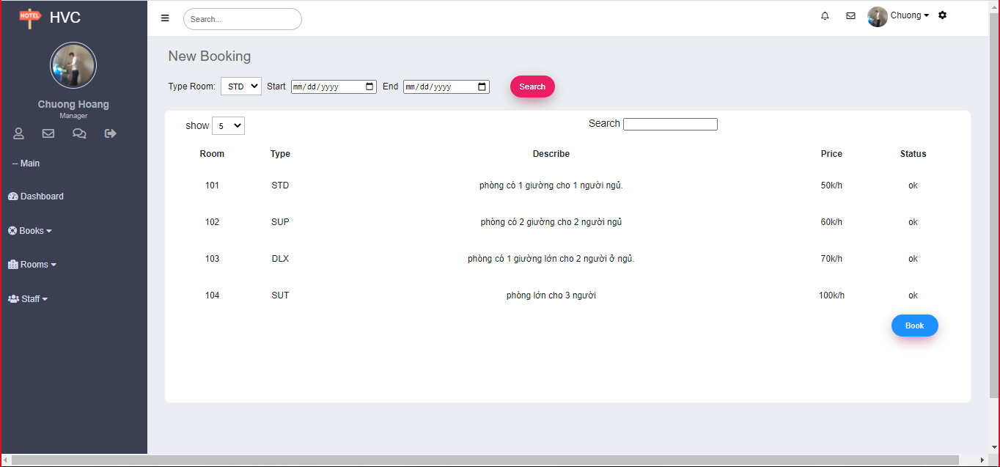 HOTEL HVC
Search...
Chuong
Chuong Hoang
Manager
-- Main
Dashboard
Books
Rooms
Staff
New Booking
Type Room: STD Start mm/dd/yyyy End mm/dd/yyyy Search
show 5 Search
Room Type Describe Price Status
101 STD phòng có 1 giường cho 1 người ngủ. 50k/h ok
102 SUP phòng có 2 giường cho 2 người ngủ 60k/h ok
103 DLX phòng có 1 giường lớn cho 2 người ở ngủ. 70k/h ok
104 SUT phòng lớn cho 3 người 100k/h ok
Book